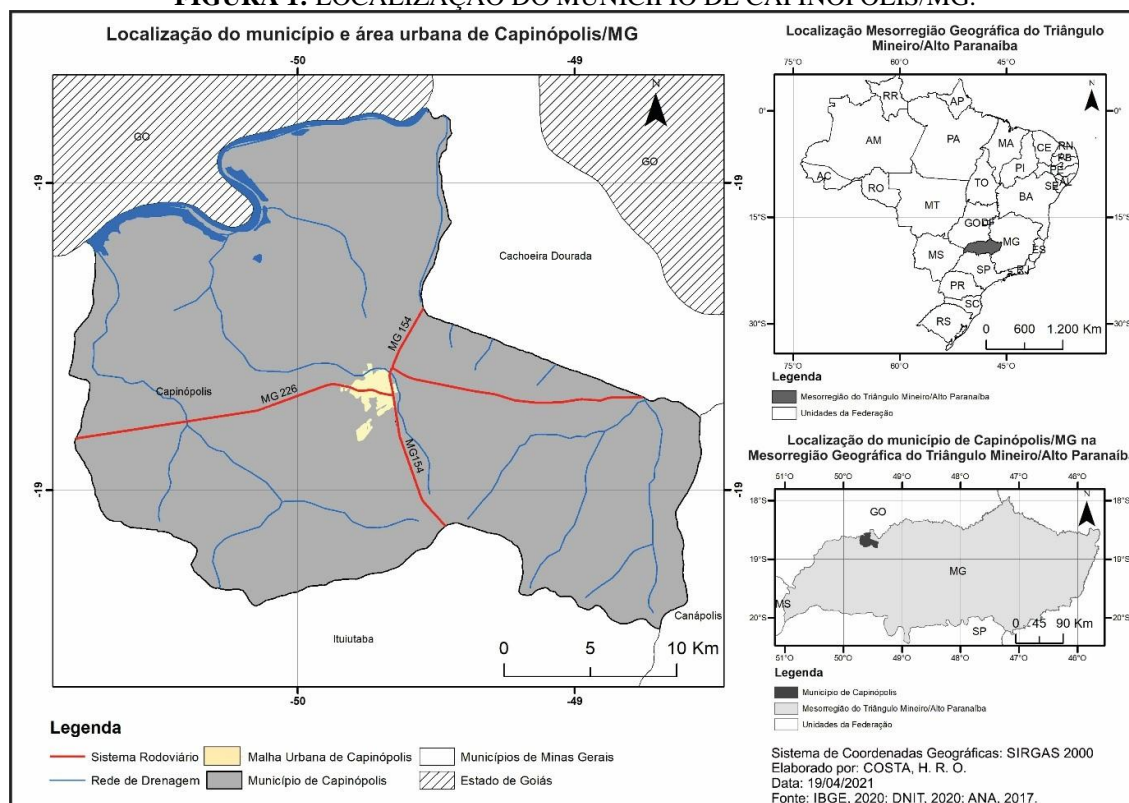 FIGURA 1. LOCALIZAÇÃO DO MUNICÍPIO DE CAPINÓPOLIS/MG.
Localização do município e área urbana de Capinópolis/MG
-50
-49
N
GO
GO
-19
-19
Cachoeira Dourada
MG 154
Capinópolis
MG 226
MG154
-19
-19
Canápolis
Ituiutaba
0 5 10 Km
-50
-49
Legenda
Sistema Rodoviário
Malha Urbana de Capinópolis
Municípios de Minas Gerais
Rede de Drenagem
Município de Capinópolis
Estado de Goiás
Localização Mesorregião Geográfica do Triângulo
Mineiro/Alto Paranaíba
75°O 60°O 45°O
N
RR AP
0° 0°
AM PA MA CE RN
PB
PI PE
AC TO AL
RO SE
BA
MT
15°S 15°S
GO DF
MG
MS ES
SP RJ
PR
SC
RS
30°S 30°S
0 600 1.200 Km
75°O 60°O 45°O
Legenda
Mesorregião do Triângulo Mineiro/Alto Paranaíba
Unidades da Federação
Localização do município de Capinópolis/MG na
Mesorregião Geográfica do Triângulo Mineiro/Alto Paranaíba
51°O 50°O 49°O 48°O 47°O 46°O
18°S 18°S
GO
N
19°S 19°S
MG
MS
20°S 20°S
SP
0 45 90 Km
51°O 50°O 49°O 48°O 47°O 46°O
Legenda
Município de Capinópolis
Mesorregião do Triângulo Mineiro/Alto Paranaíba
Unidades da Federação
Sistema de Coordenadas Geográficas: SIRGAS 2000
Elaborado por: COSTA, H. R. O.
Data: 19/04/2021
Fonte: IBGE, 2020; DNIT, 2020; ANA, 2017.